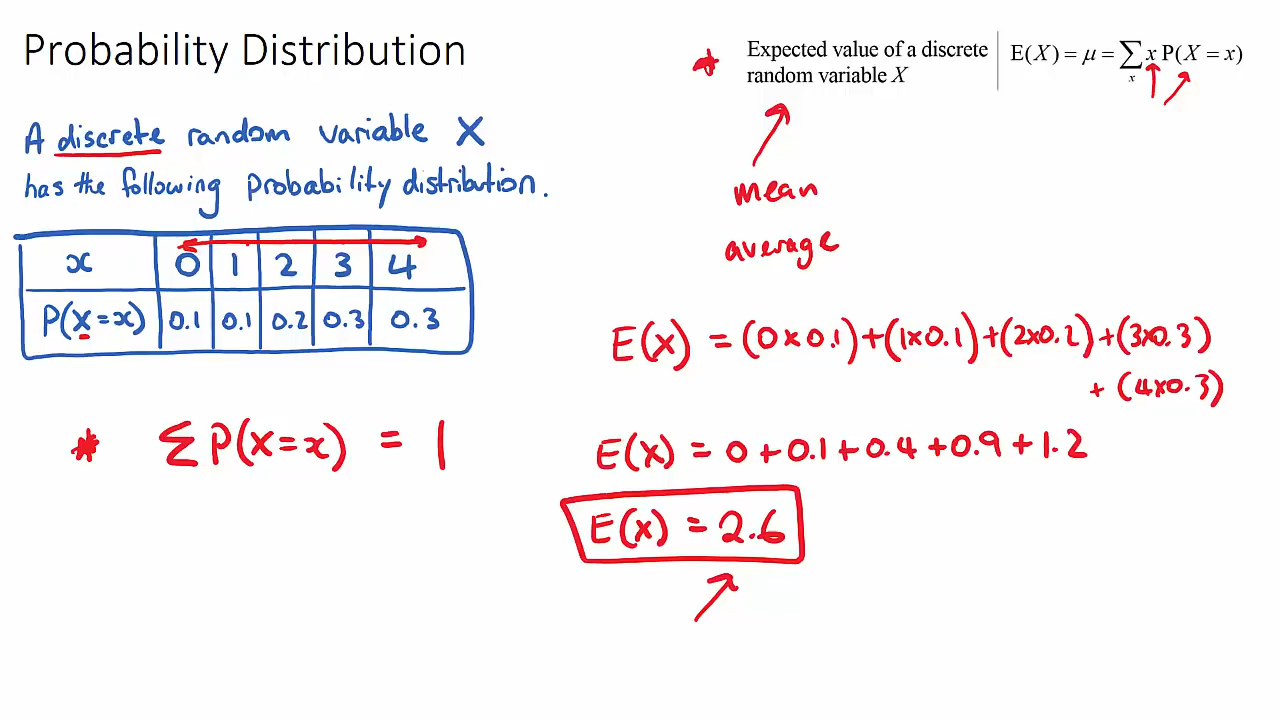 Probability Distribution
A discrete random variable X
has the following probability distribution.
x 0 1 2 3 4
P(X=x) 0.1 0.1 0.2 0.3 0.3
* ΣP(X=x) = 1
* Expected value of a discrete
random variable X
E(X) = μ = ∑ x P(X = x)
x
mean
average
E(X) = (0×0.1)+(1×0.1)+(2×0.2)+(3×0.3)
+ (4×0.3)
E(X) = 0+0.1+0.4+0.9+1.2
E(X) = 2.6